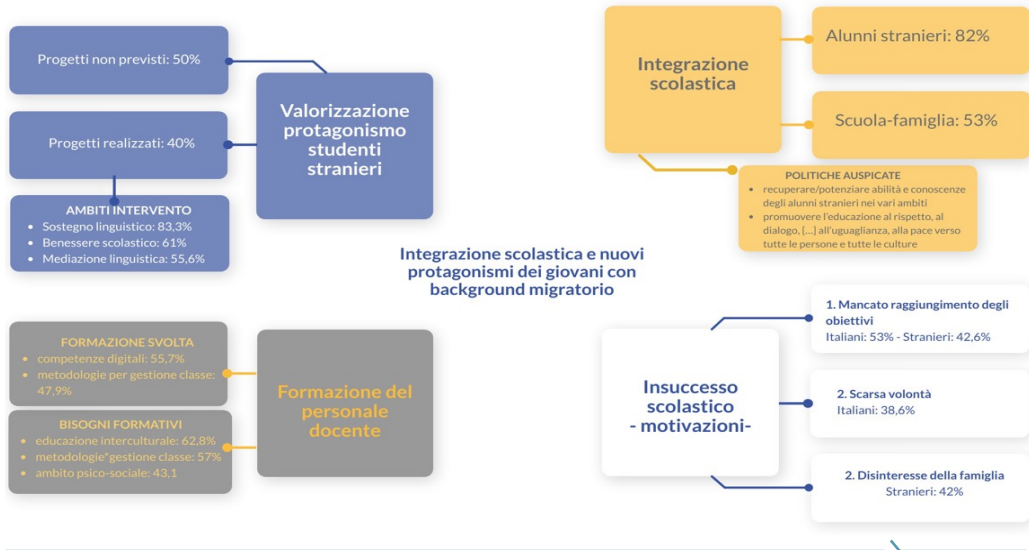 Progetti non previsti: 50%
Progetti realizzati: 40%
AMBITI INTERVENTO
• Sostegno linguistico: 83,3%
• Benessere scolastico: 61%
• Mediazione linguistica: 55,6%
Valorizzazione
protagonismo
studenti
stranieri
Integrazione
scolastica
Alunni stranieri: 82%
Scuola-famiglia: 53%
POLITICHE AUSPICATE
• recuperare/potenziare abilità e conoscenze
degli alunni stranieri nei vari ambiti
• promuovere l'educazione al rispetto, al
dialogo, [...] all'uguaglianza, alla pace verso
tutte le persone e tutte le culture
Integrazione scolastica e nuovi
protagonismi dei giovani con
background migratorio
FORMAZIONE SVOLTA
• competenze digitali: 55,7%
• metodologie per gestione classe:
47,9%
BISOGNI FORMATIVI
• educazione interculturale: 62,8%
• metodologie*gestione classe: 57%
• ambito psico-sociale: 43,1
Formazione del
personale
docente
Insuccesso
scolastico
- motivazioni-
1. Mancato raggiungimento degli
obiettivi
Italiani: 53% - Stranieri: 42,6%
2. Scarsa volontà
Italiani: 38,6%
2. Disinteresse della famiglia
Stranieri: 42%